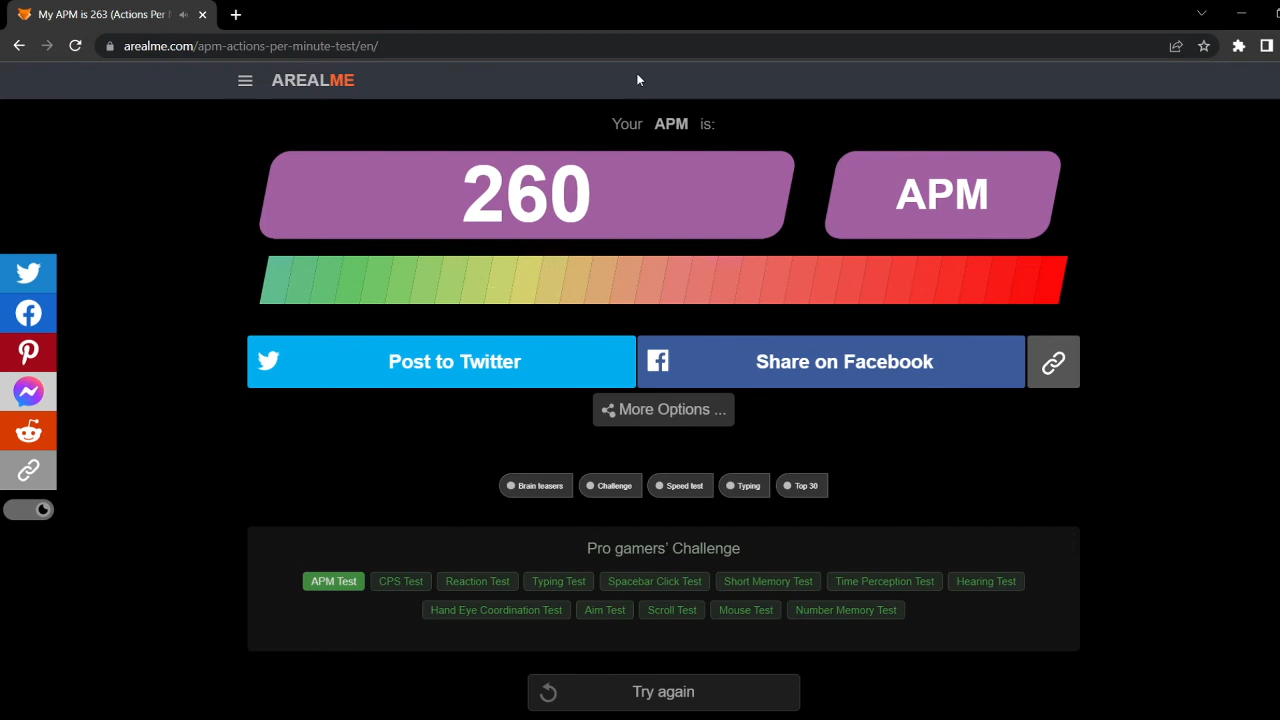 My APM is 263 (Actions Per
arealme.com/apm-actions-per-minute-test/en/
AREALME
Your APM is:
260
APM
Post to Twitter
Share on Facebook
More Options ...
Brain teasers
Challenge
Speed test
Typing
Top 30
Pro gamers’ Challenge
APM Test
CPS Test
Reaction Test
Typing Test
Spacebar Click Test
Short Memory Test
Time Perception Test
Hearing Test
Hand Eye Coordination Test
Aim Test
Scroll Test
Mouse Test
Number Memory Test
Try again